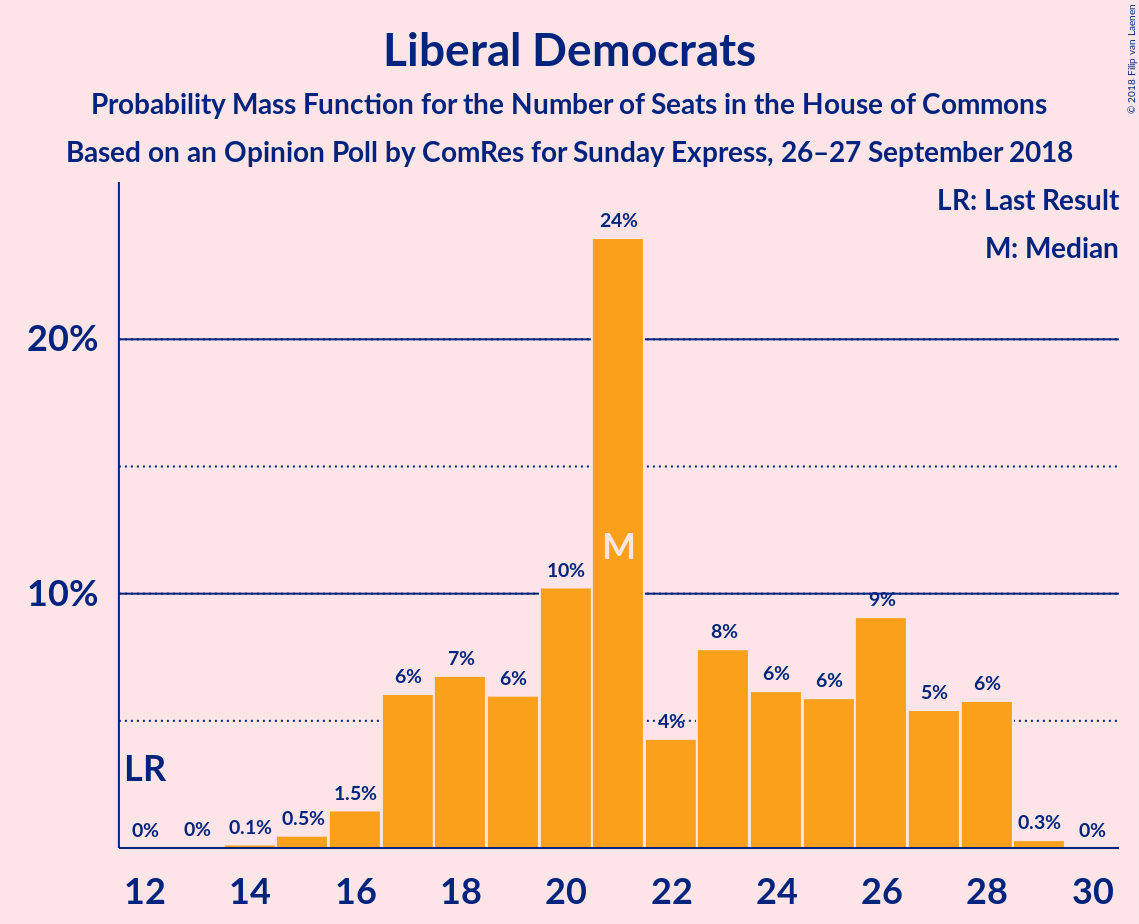 © 2018 Filip van Laenen
Liberal Democrats
Probability Mass Function for the Number of Seats in the House of Commons
Based on an Opinion Poll by ComRes for Sunday Express, 26–27 September 2018
LR: Last Result
M: Median
24%
20%
M
10%
10%
9%
8%
7%
6%
6%
6%
6%
5%
6%
4%
LR
1.5%
0.5%
0.1%
0%
0%
0.3%
0%
12 14 16 18 20 22 24 26 28 30